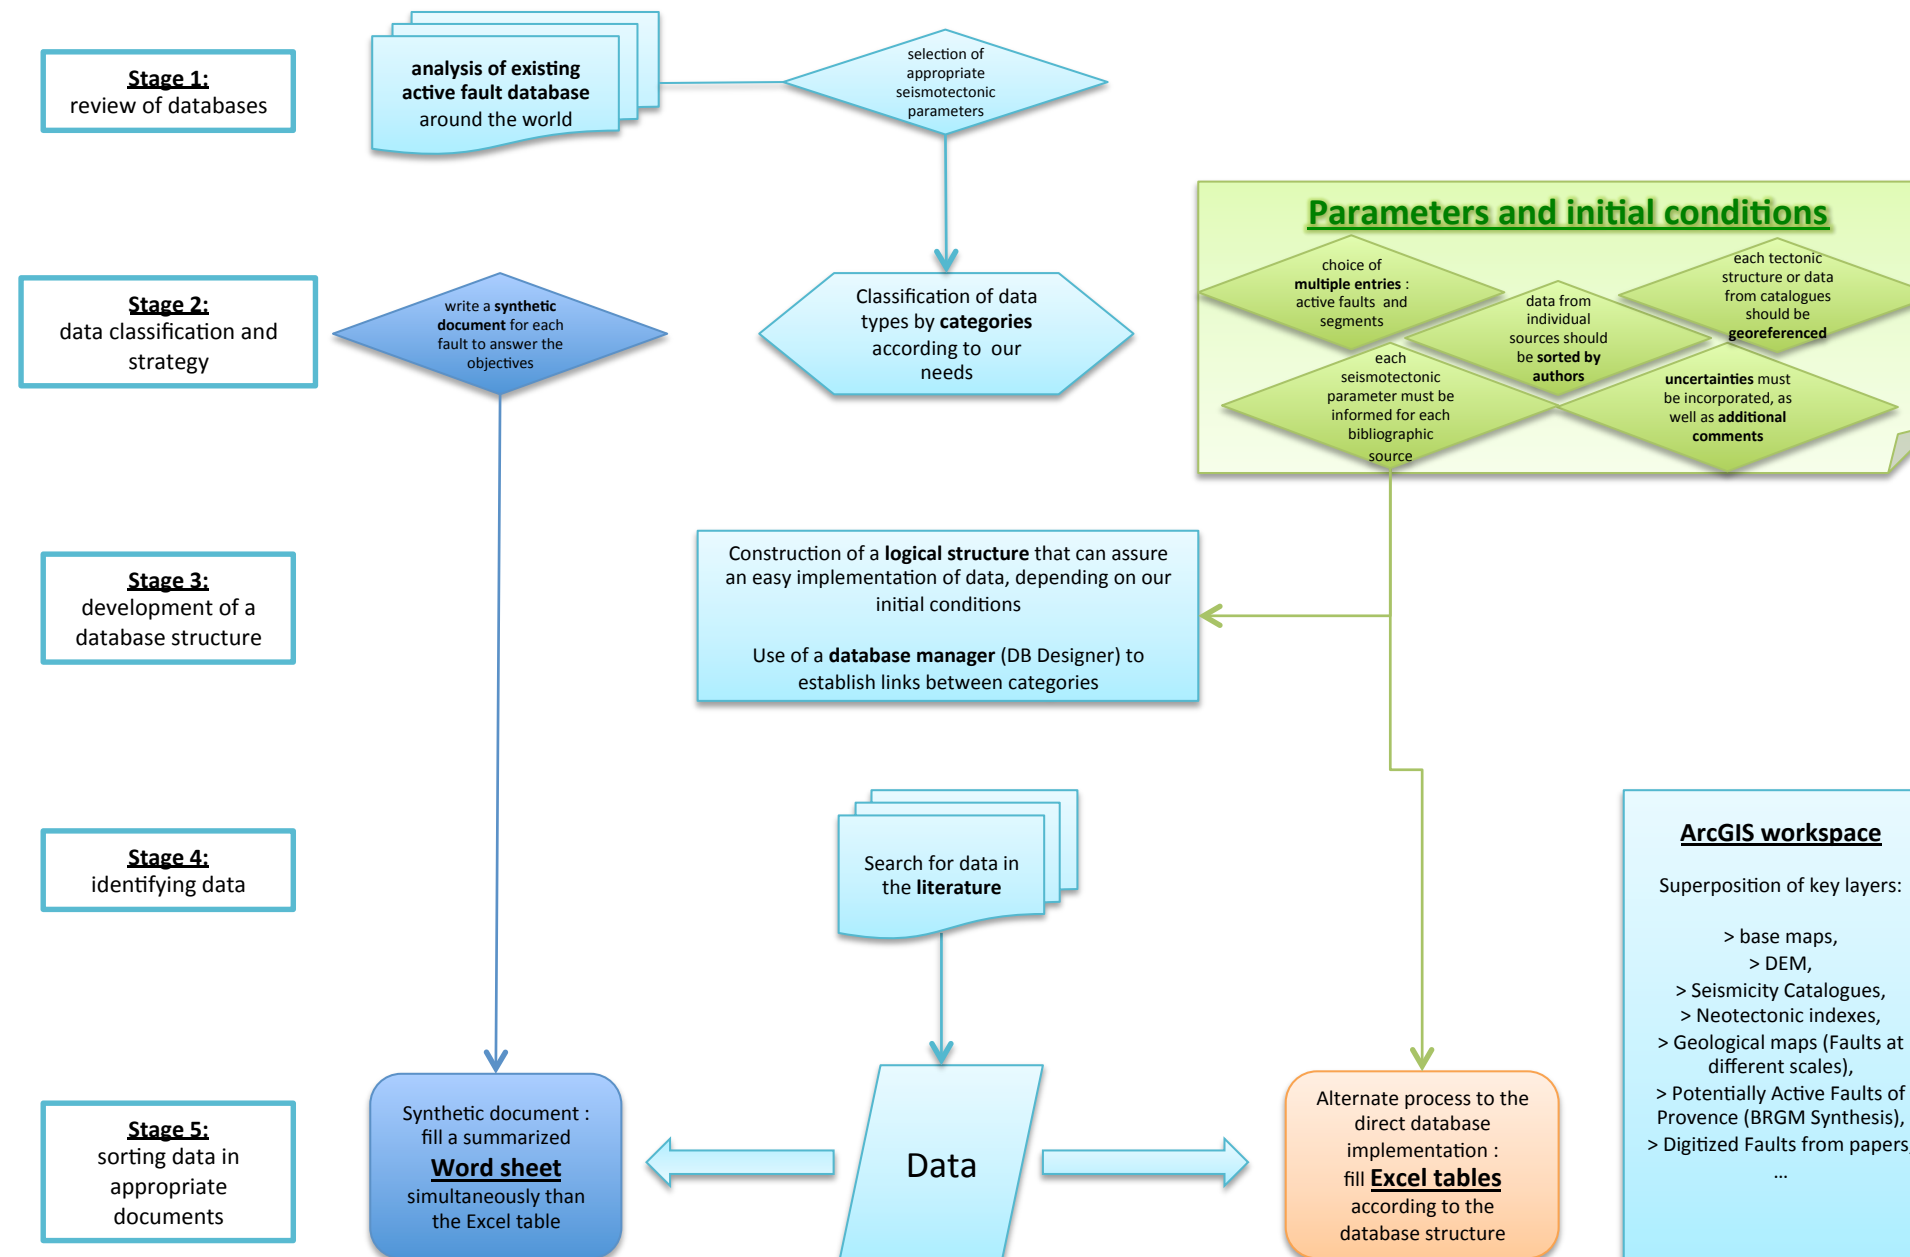 Stage 1:
review of databases
analysis of existing
active fault database
around the world
selection of
appropriate
seismotectonic
parameters
Parameters and initial conditions
Stage 2:
data classification and
strategy
write a synthetic
document for each
fault to answer the
objectives
Classification of data
types by categories
according to our
needs
choice of
multiple entries :
active faults and
segments
data from
individual
sources should
be sorted by
authors
each tectonic
structure or data
from catalogues
should be
georeferenced
each
seismotectonic
parameter must be
informed for each
bibliographic
source
uncertainties must
be incorporated, as
well as additional
comments
Stage 3:
development of a
database structure
Construction of a logical structure that can assure
an easy implementation of data, depending on our
initial conditions
Use of a database manager (DB Designer) to
establish links between categories
Stage 4:
identifying data
Search for data in
the literature
ArcGIS workspace
Superposition of key layers:
> base maps,
> DEM,
> Seismicity Catalogues,
> Neotectonic indexes,
> Geological maps (Faults at
different scales),
> Potentially Active Faults of
Provence (BRGM Synthesis),
> Digitized Faults from papers,
...
Stage 5:
sorting data in
appropriate
documents
Synthetic document :
fill a summarized
Word sheet
simultaneously than
the Excel table
Data
Alternate process to the
direct database
implementation :
fill Excel tables
according to the
database structure